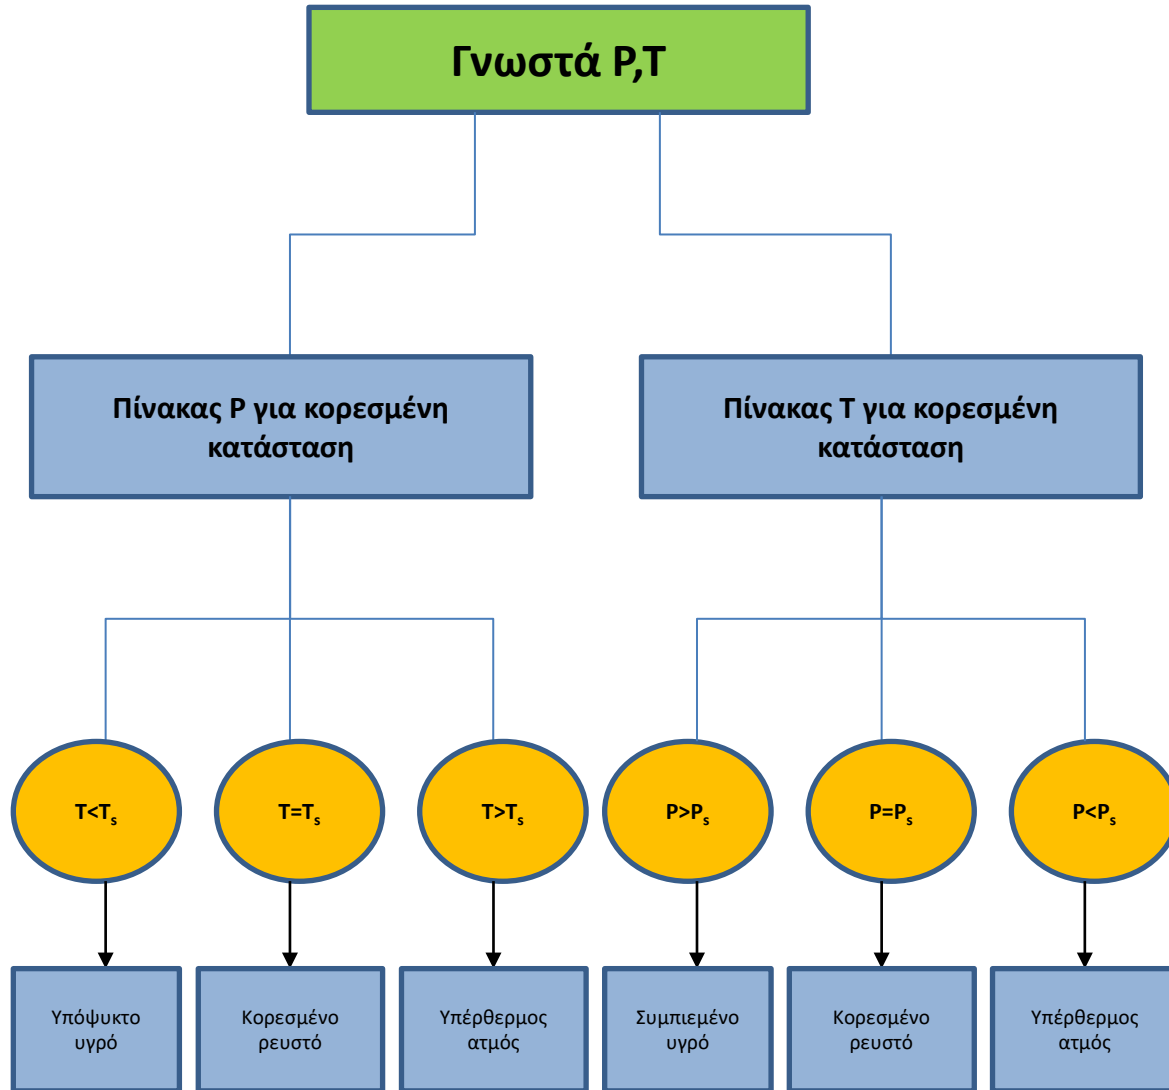 Γνωστά P,T
Πίνακας P για κορεσμένη
κατάσταση
Πίνακας T για κορεσμένη
κατάσταση
T<Ts
T=Ts
T>Ts
P>Ps
P=Ps
P<Ps
Υπόψυκτο
υγρό
Κορεσμένο
ρευστό
Υπέρθερμος
ατμός
Συμπιεμένο
υγρό
Κορεσμένο
ρευστό
Υπέρθερμος
ατμός